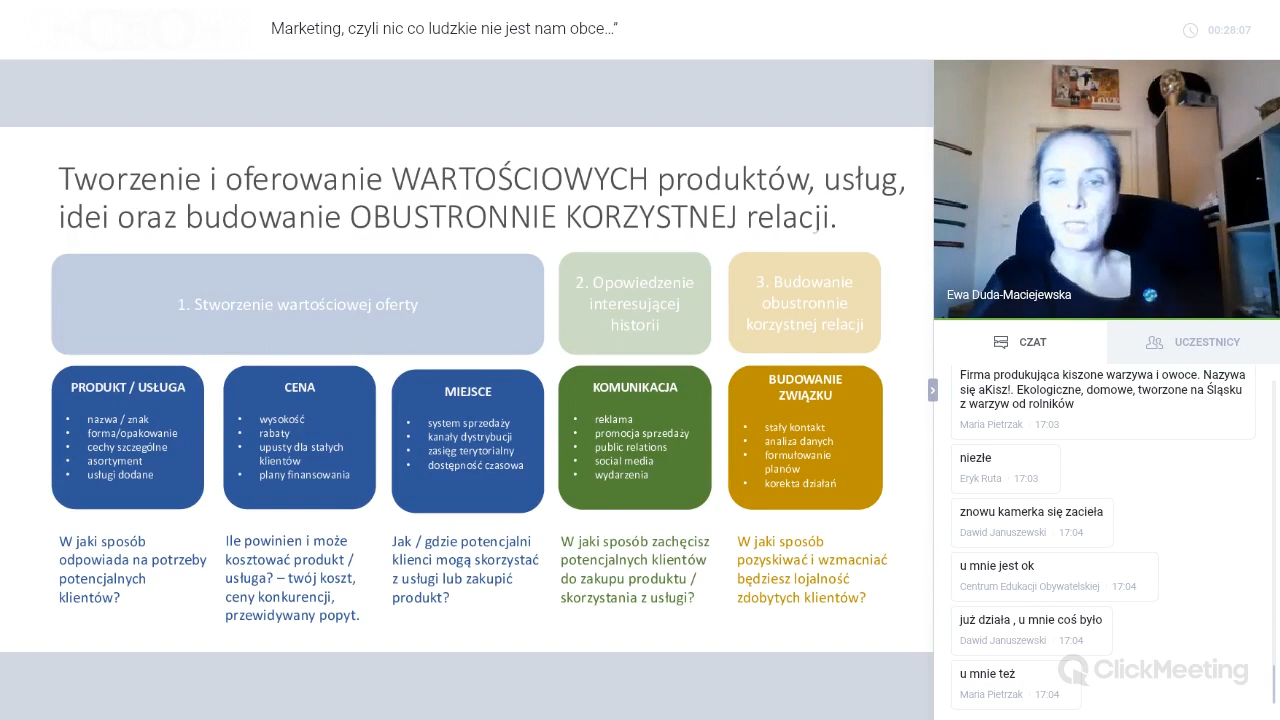 Marketing, czyli nic co ludzkie nie jest nam obce…”
00:28:07
Tworzenie i oferowanie WARTOŚCIOWYCH produktów, usług,
idei oraz budowanie OBUSTRONNIE KORZYSTNEJ relacji.
1. Stworzenie wartościowej oferty
2. Opowiedzenie
interesującej
historii
3. Budowanie
obustronnie
korzystnej relacji
PRODUKT / USŁUGA
• nazwa / znak
• forma/opakowanie
• cechy szczególne
• asortyment
• usługi dodane
CENA
• wysokość
• rabaty
• upusty dla stałych
klientów
• plany finansowania
MIEJSCE
• system sprzedaży
• kanały dystrybucji
• zasięg terytorialny
• dostępność czasowa
KOMUNIKACJA
• reklama
• promocja sprzedaży
• public relations
• social media
• wydarzenia
BUDOWANIE
ZWIĄZKU
• stały kontakt
• analiza danych
• formułowanie
planów
• korekta działań
W jaki sposób
odpowiada na potrzeby
potencjalnych
klientów?
Ile powinien i może
kosztować produkt /
usługa? – twój koszt,
ceny konkurencji,
przewidywany popyt.
Jak / gdzie potencjalni
klienci mogą skorzystać
z usługi lub zakupić
produkt?
W jaki sposób zachęcisz
potencjalnych klientów
do zakupu produktu /
skorzystania z usługi?
W jaki sposób
pozyskiwać i wzmacniać
będziesz lojalność
zdobytych klientów?
LOVE
Ewa Duda-Maciejewska
CZAT
UCZESTNICY
Firma produkująca kiszone warzywa i owoce. Nazywa
się aKisz!. Ekologiczne, domowe, tworzone na Śląsku
z warzyw od rolników
Maria Pietrzak 17:03
niezłe
Eryk Ruta 17:03
znowu kamerka się zacieła
Dawid Januszewski 17:04
u mnie jest ok
Centrum Edukacji Obywatelskiej 17:04
już działa , u mnie coś było
Dawid Januszewski 17:04
u mnie też
Maria Pietrzak 17:04
ClickMeeting